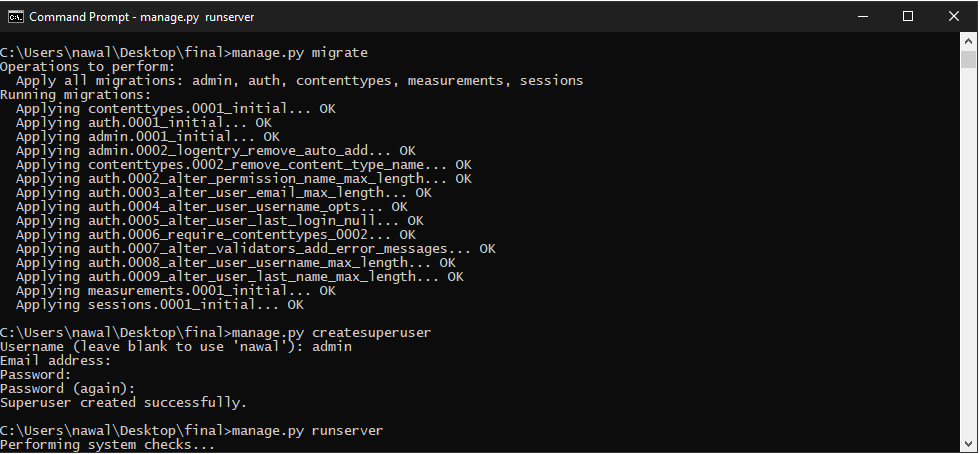 Command Prompt - manage.py  runserver
C:\Users\nawal\Desktop\final>manage.py migrate
Operations to perform:
  Apply all migrations: admin, auth, contenttypes, measurements, sessions
Running migrations:
  Applying contenttypes.0001_initial... OK
  Applying auth.0001_initial... OK
  Applying admin.0001_initial... OK
  Applying admin.0002_logentry_remove_auto_add... OK
  Applying contenttypes.0002_remove_content_type_name... OK
  Applying auth.0002_alter_permission_name_max_length... OK
  Applying auth.0003_alter_user_email_max_length... OK
  Applying auth.0004_alter_user_username_opts... OK
  Applying auth.0005_alter_user_last_login_null... OK
  Applying auth.0006_require_contenttypes_0002... OK
  Applying auth.0007_alter_validators_add_error_messages... OK
  Applying auth.0008_alter_user_username_max_length... OK
  Applying auth.0009_alter_user_last_name_max_length... OK
  Applying measurements.0001_initial... OK
  Applying sessions.0001_initial... OK
C:\Users\nawal\Desktop\final>manage.py createsuperuser
Username (leave blank to use 'nawal'): admin
Email address:
Password:
Password (again):
Superuser created successfully.
C:\Users\nawal\Desktop\final>manage.py runserver
Performing system checks...